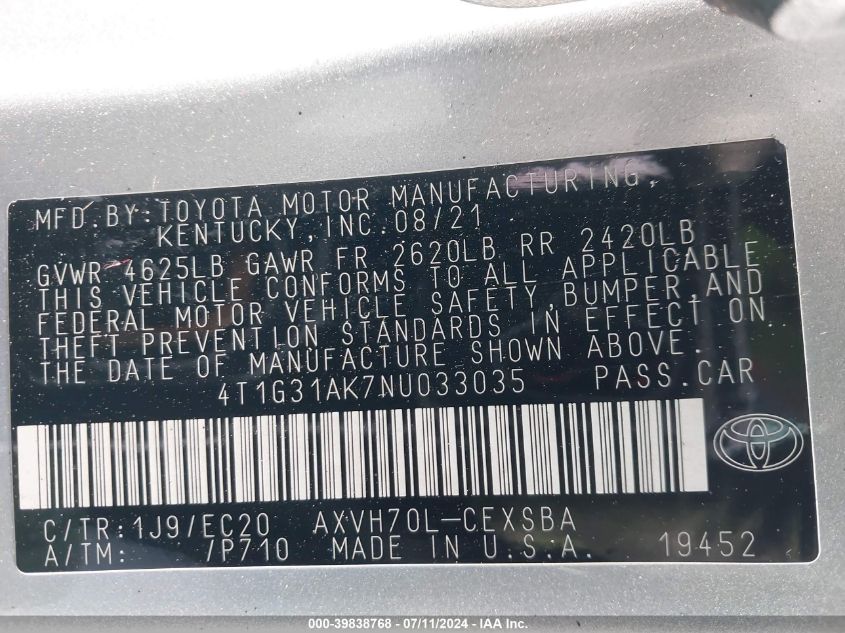 MFD.BY:TOYOTA MOTOR MANUFACTURING,
KENTUCKY,INC.08/21
GVWR 4625LB GAWR FR 2620LB RR 2420LB
THIS VEHICLE CONFORMS TO ALL APPLICABLE
FEDERAL MOTOR VEHICLE SAFETY,BUMPER,AND
THEFT PREVENTION STANDARDS IN EFFECT ON
THE DATE OF MANUFACTURE SHOWN ABOVE.
4T1G31AK7NU033035 PASS.CAR
C/TR:1J9/EC20 AXVH70L-CEXSBA
A/TM: /P710 MADE IN U.S.A. 19452
000-39838768 - 07/11/2024 - IAA Inc.